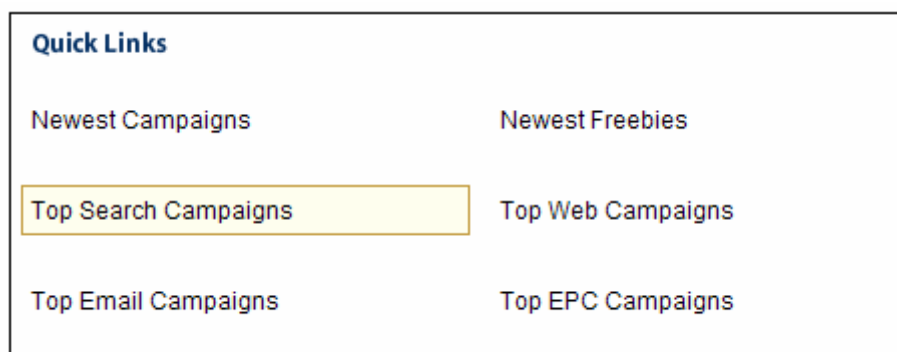 Quick Links
Newest Campaigns Newest Freebies
Top Search Campaigns Top Web Campaigns
Top Email Campaigns Top EPC Campaigns